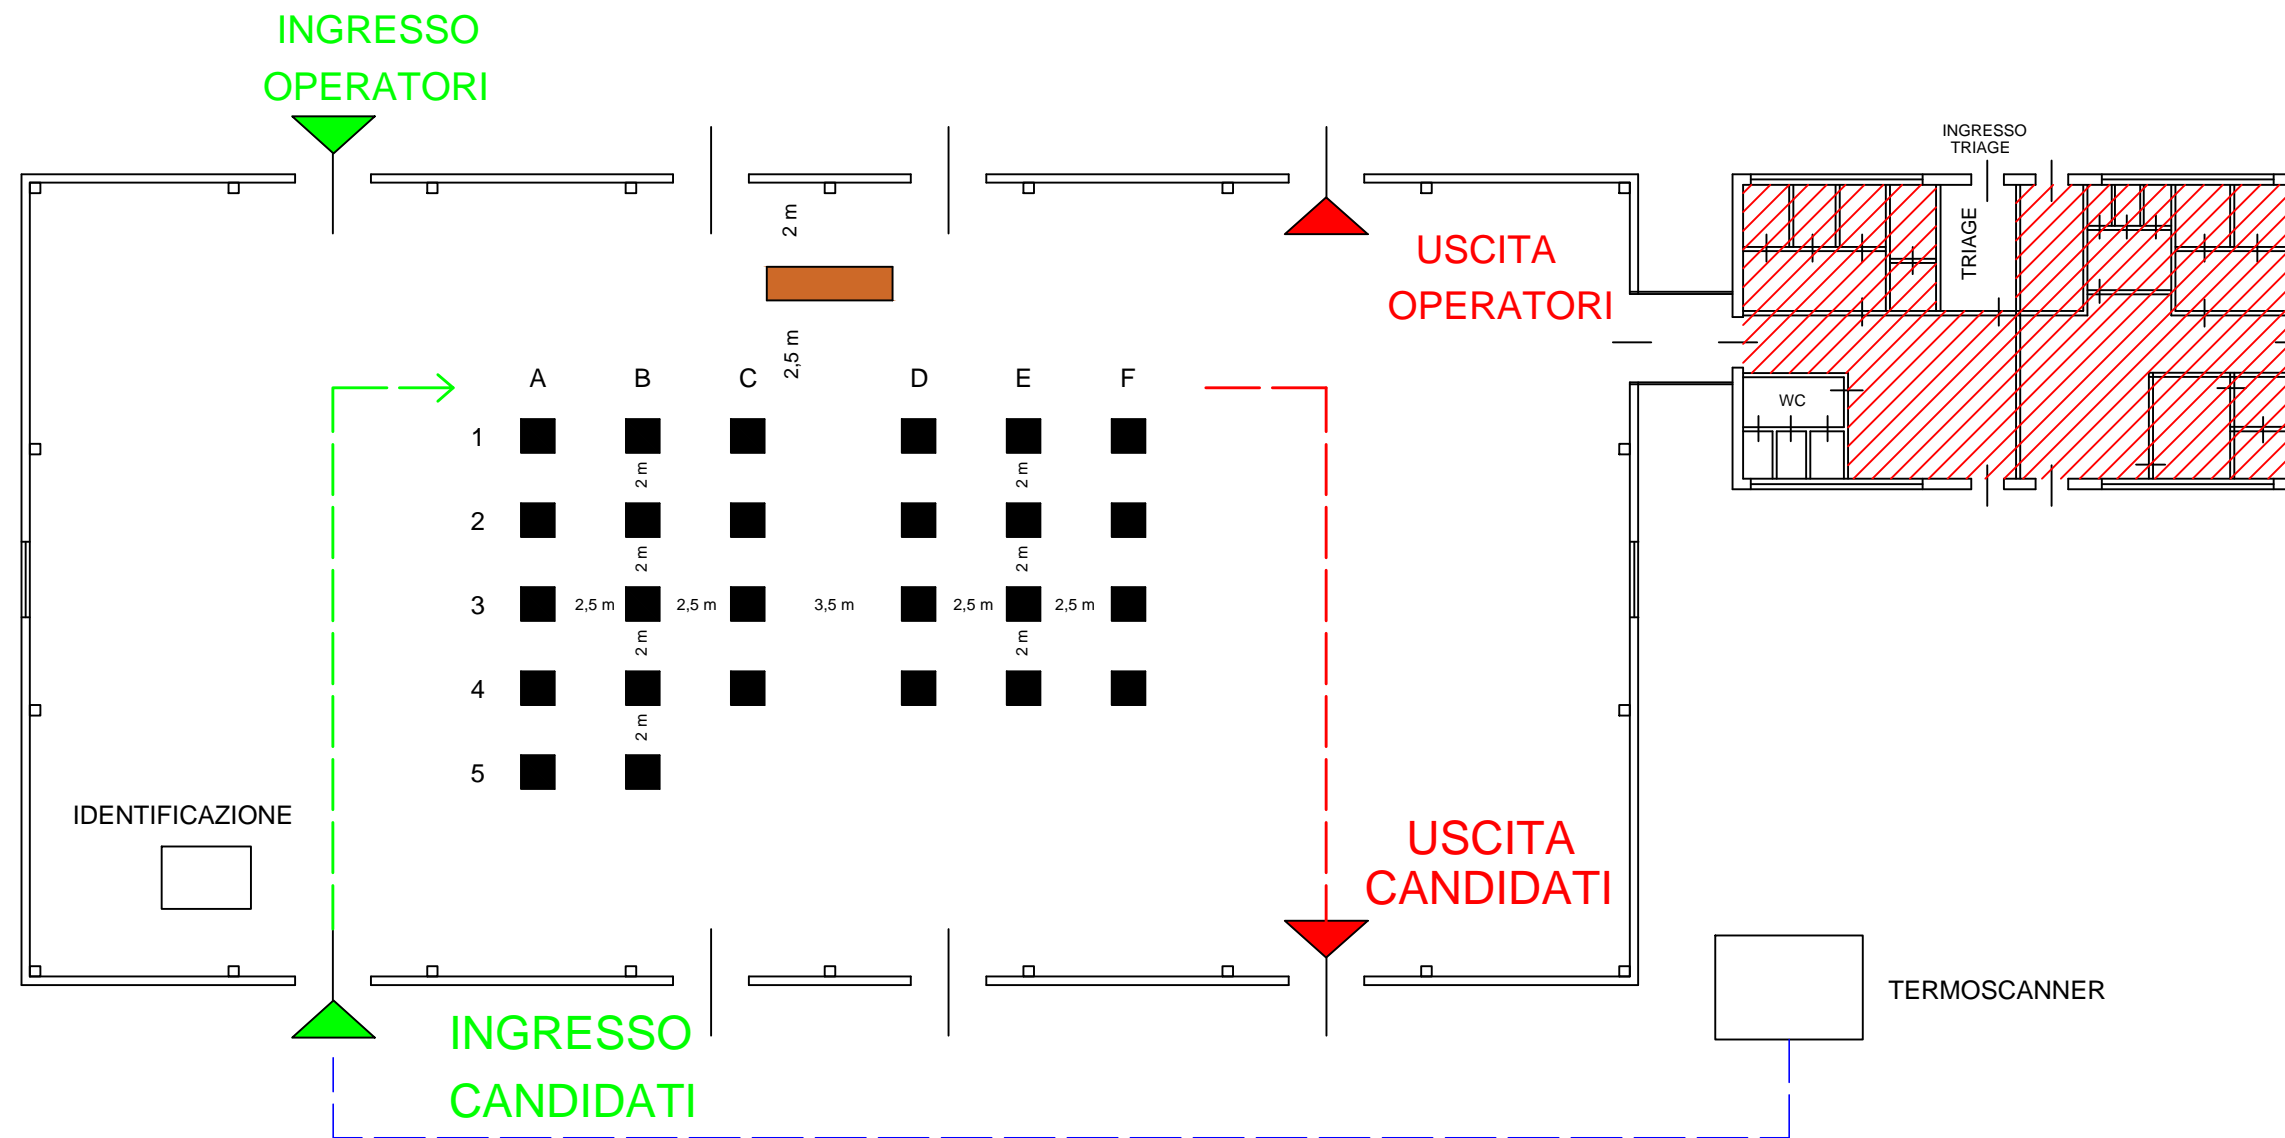 INGRESSO
OPERATORI
INGRESSO
TRIAGE
TRIAGE
2 m
USCITA
OPERATORI
2,5 m
A B C D E F
WC
1
2 m 2 m
2
2 m 2 m
3 2,5 m 2,5 m 3,5 m 2,5 m 2,5 m
2 m 2 m
4
2 m
5
IDENTIFICAZIONE
USCITA
CANDIDATI
TERMOSCANNER
INGRESSO
CANDIDATI